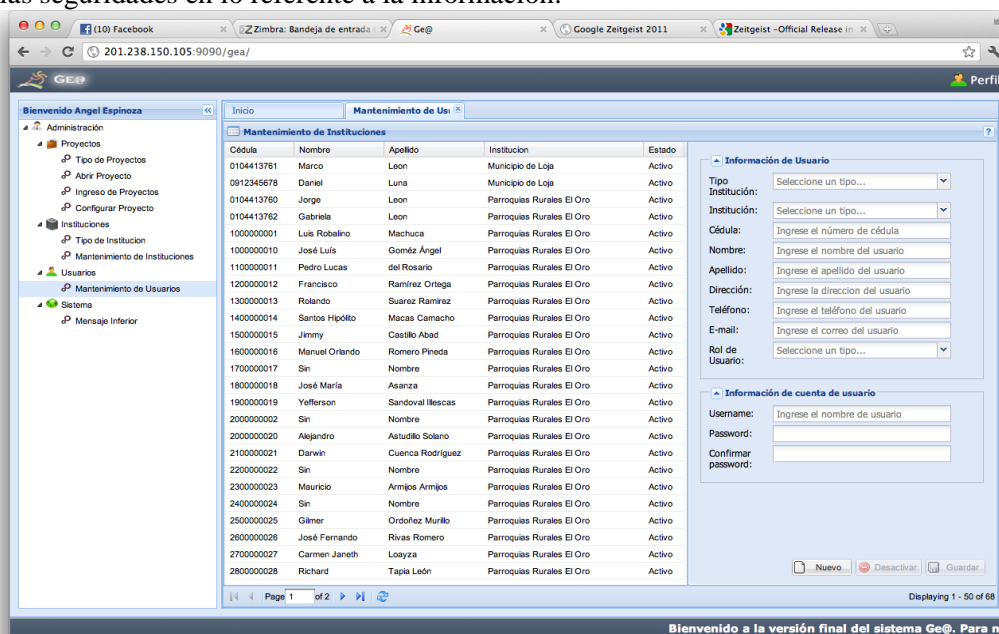 las seguridades en lo referente a la información.
(10) Facebook
Zimbra: Bandeja de entrada (
Ge@
Google Zeitgeist 2011
Zeitgeist –Official Release in
201.238.150.105:9090/gea/
GE@
Perfil
Bienvenido Angel Espinoza
Administración
Proyectos
Tipo de Proyectos
Abrir Proyecto
Ingreso de Proyectos
Configurar Proyecto
Instituciones
Tipo de Institucion
Mantenimiento de Instituciones
Usuarios
Mantenimiento de Usuarios
Sistema
Mensaje Inferior
Inicio
Mantenimiento de Usu
Mantenimiento de Instituciones
Cédula Nombre Apellido Institucion Estado
0104413761 Marco Leon Municipio de Loja Activo
0912345678 Daniel Luna Municipio de Loja Activo
0104413760 Jorge Leon Parroquias Rurales El Oro Activo
0104413762 Gabriela Leon Parroquias Rurales El Oro Activo
1000000001 Luis Robalino Machuca Parroquias Rurales El Oro Activo
1000000010 José Luís Goméz Ángel Parroquias Rurales El Oro Activo
1100000011 Pedro Lucas del Rosario Parroquias Rurales El Oro Activo
1200000012 Francisco Ramírez Ortega Parroquias Rurales El Oro Activo
1300000013 Rolando Suarez Ramirez Parroquias Rurales El Oro Activo
1400000014 Santos Hipólito Macas Camacho Parroquias Rurales El Oro Activo
1500000015 Jimmy Castillo Abad Parroquias Rurales El Oro Activo
1600000016 Manuel Orlando Romero Pineda Parroquias Rurales El Oro Activo
1700000017 Sin Nombre Parroquias Rurales El Oro Activo
1800000018 José María Asanza Parroquias Rurales El Oro Activo
1900000019 Yefferson Sandoval Illescas Parroquias Rurales El Oro Activo
2000000002 Sin Nombre Parroquias Rurales El Oro Activo
2000000020 Alejandro Astudillo Solano Parroquias Rurales El Oro Activo
2100000021 Darwin Cuenca Rodríguez Parroquias Rurales El Oro Activo
2200000022 Sin Nombre Parroquias Rurales El Oro Activo
2300000023 Mauricio Armijos Armijos Parroquias Rurales El Oro Activo
2400000024 Sin Nombre Parroquias Rurales El Oro Activo
2500000025 Gilmer Ordoñez Murillo Parroquias Rurales El Oro Activo
2600000026 José Fernando Rivas Romero Parroquias Rurales El Oro Activo
2700000027 Carmen Janeth Loayza Parroquias Rurales El Oro Activo
2800000028 Richard Tapia León Parroquias Rurales El Oro Activo
Page 1 of 2
Displaying 1 - 50 of 68
Información de Usuario
Tipo Institución: Seleccione un tipo...
Institución: Seleccione un tipo...
Cédula: Ingrese el número de cédula
Nombre: Ingrese el nombre del usuario
Apellido: Ingrese el apellido del usuario
Dirección: Ingrese la direccion del usuario
Teléfono: Ingrese el teléfono del usuario
E-mail: Ingrese el correo del usuario
Rol de Usuario: Seleccione un tipo...
Información de cuenta de usuario
Username: Ingrese el nombre de usuario
Password:
Confirmar password:
Nuevo Desactivar Guardar
Bienvenido a la versión final del sistema Ge@. Para